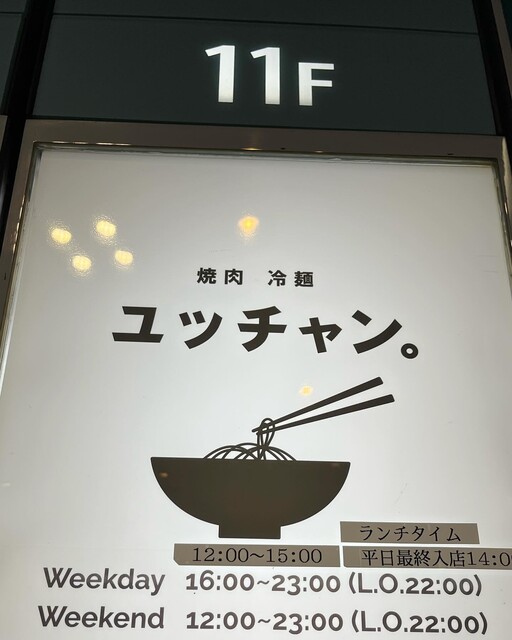 11F
焼肉 冷麺
ユッチャン。
ランチタイム
12:00~15:00 平日最終入店14:0
Weekday 16:00~23:00 (L.O.22:00)
Weekend 12:00~23:00 (L.O.22:00)